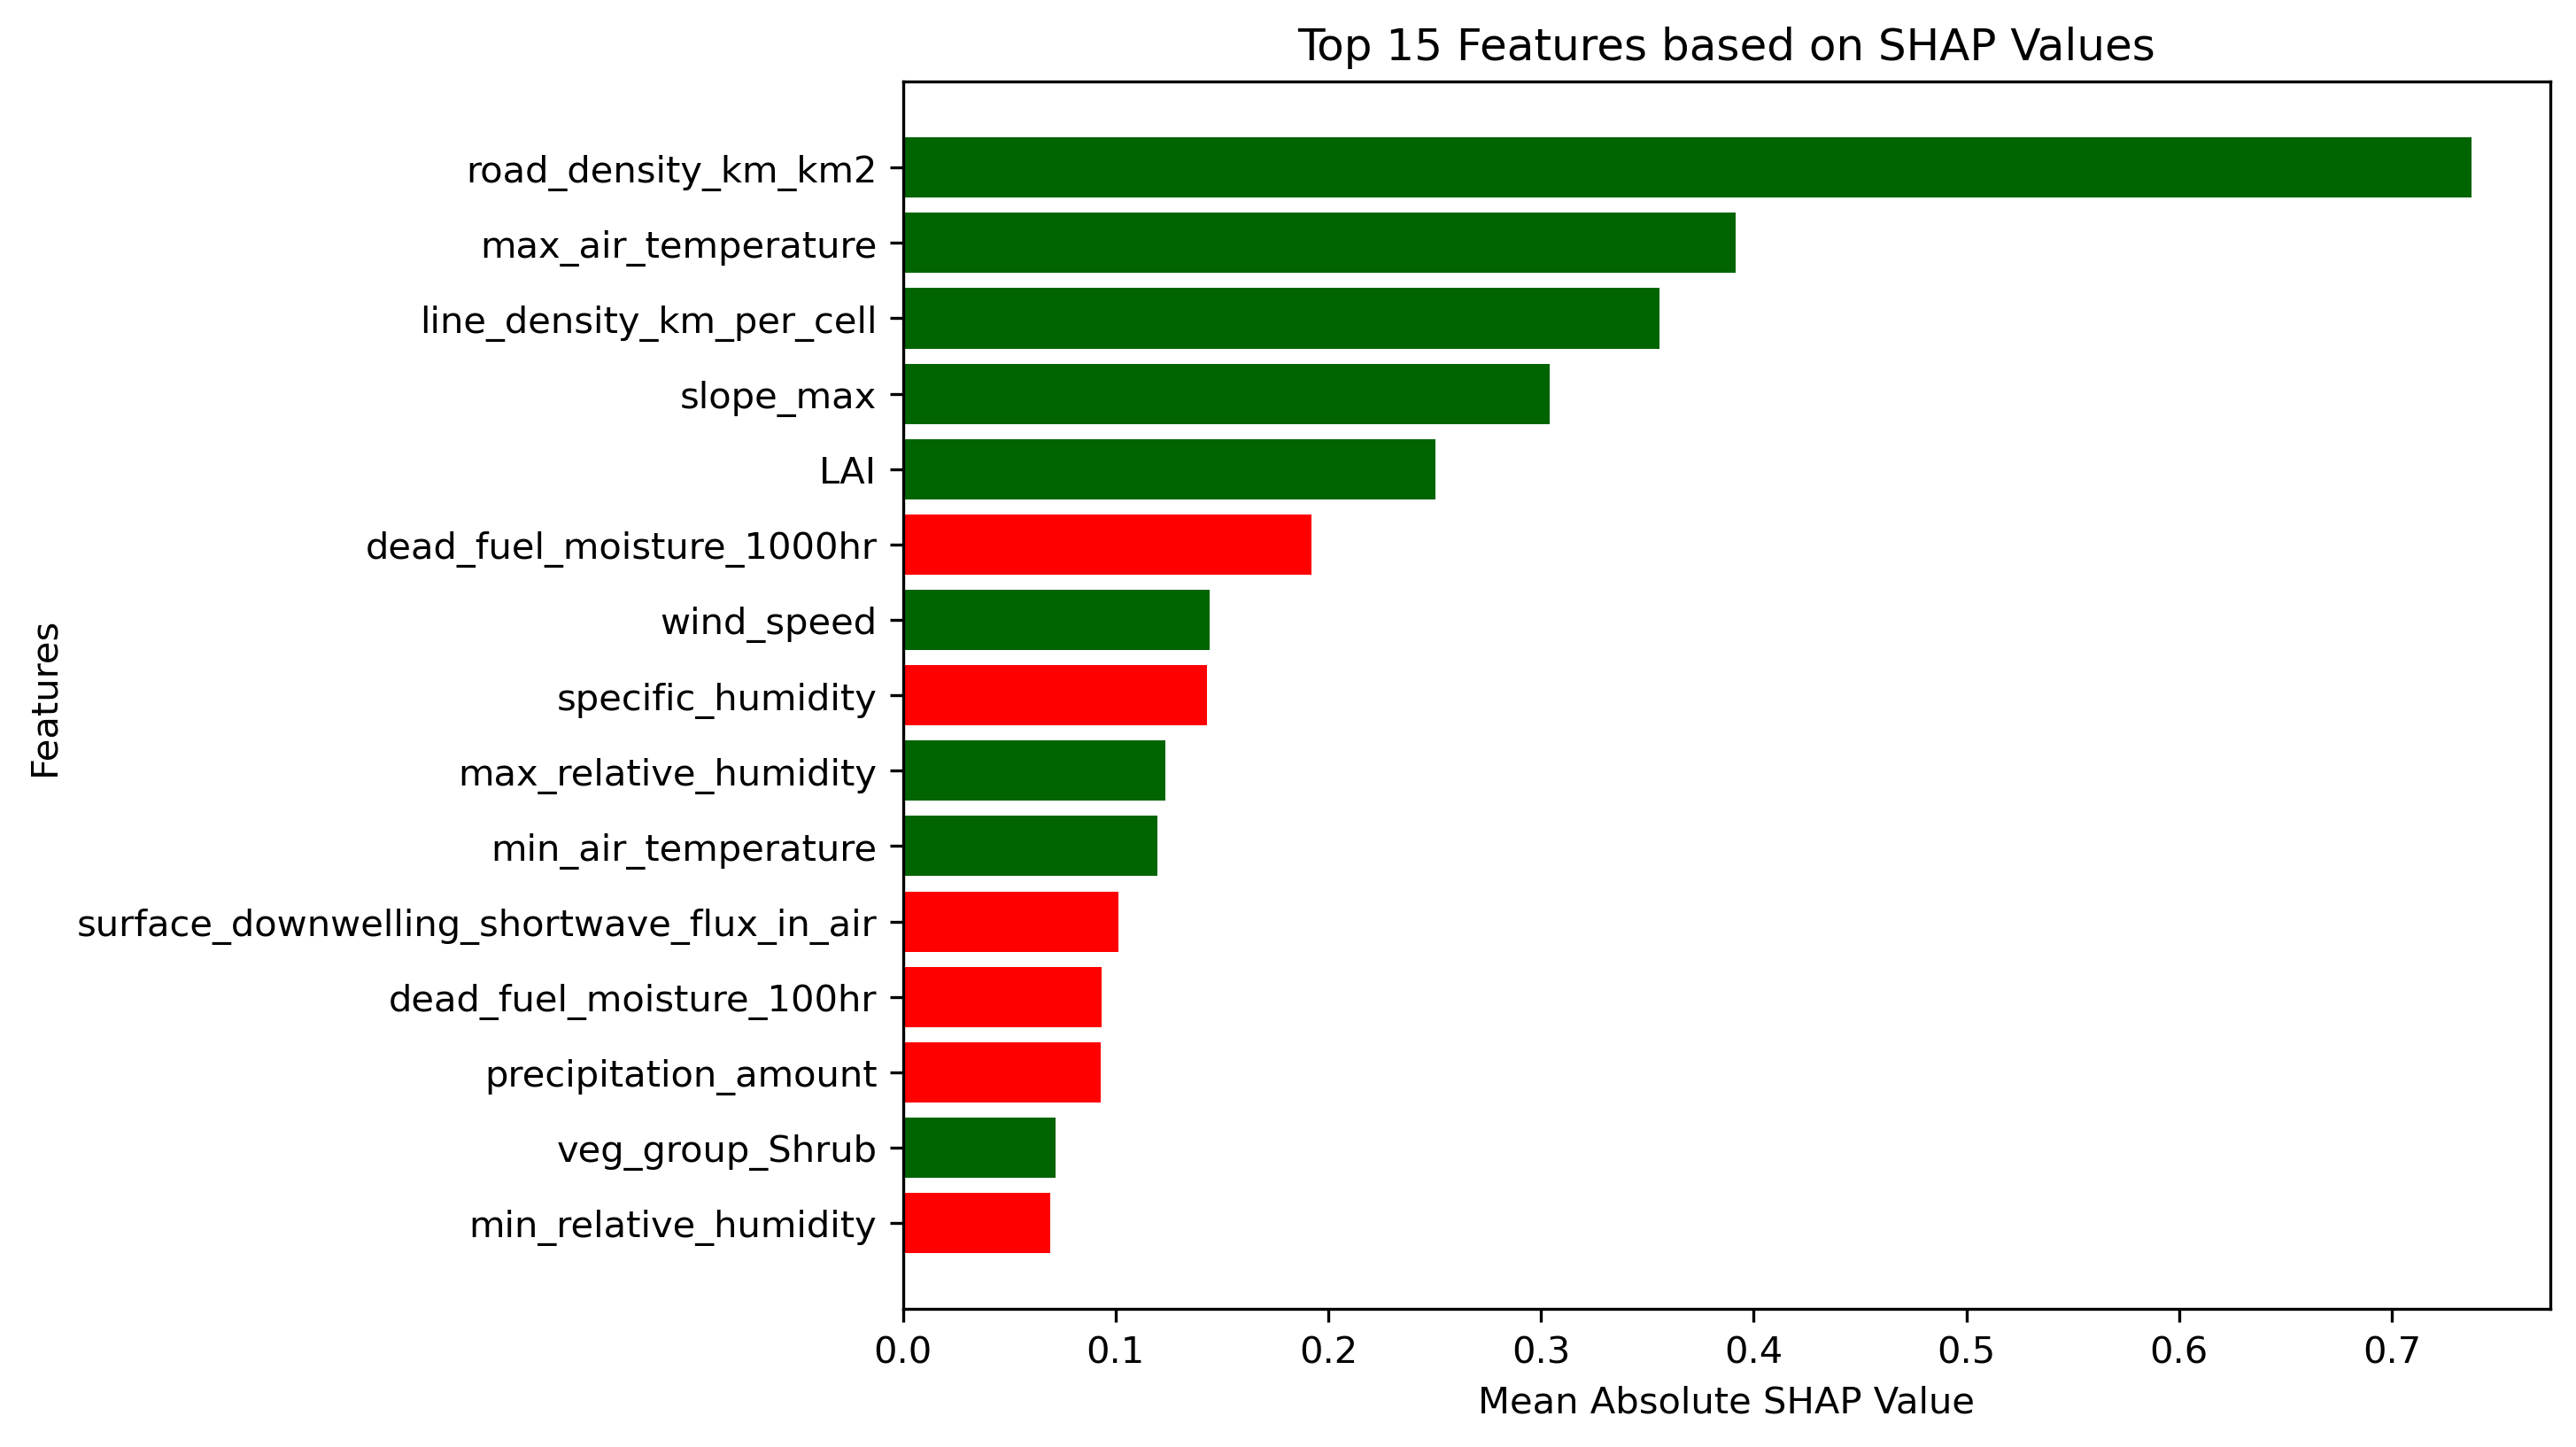 Top 15 Features based on SHAP Values
Features
road_density_km_km2
max_air_temperature
line_density_km_per_cell
slope_max
LAI
dead_fuel_moisture_1000hr
wind_speed
specific_humidity
max_relative_humidity
min_air_temperature
surface_downwelling_shortwave_flux_in_air
dead_fuel_moisture_100hr
precipitation_amount
veg_group_Shrub
min_relative_humidity
0.0 0.1 0.2 0.3 0.4 0.5 0.6 0.7
Mean Absolute SHAP Value